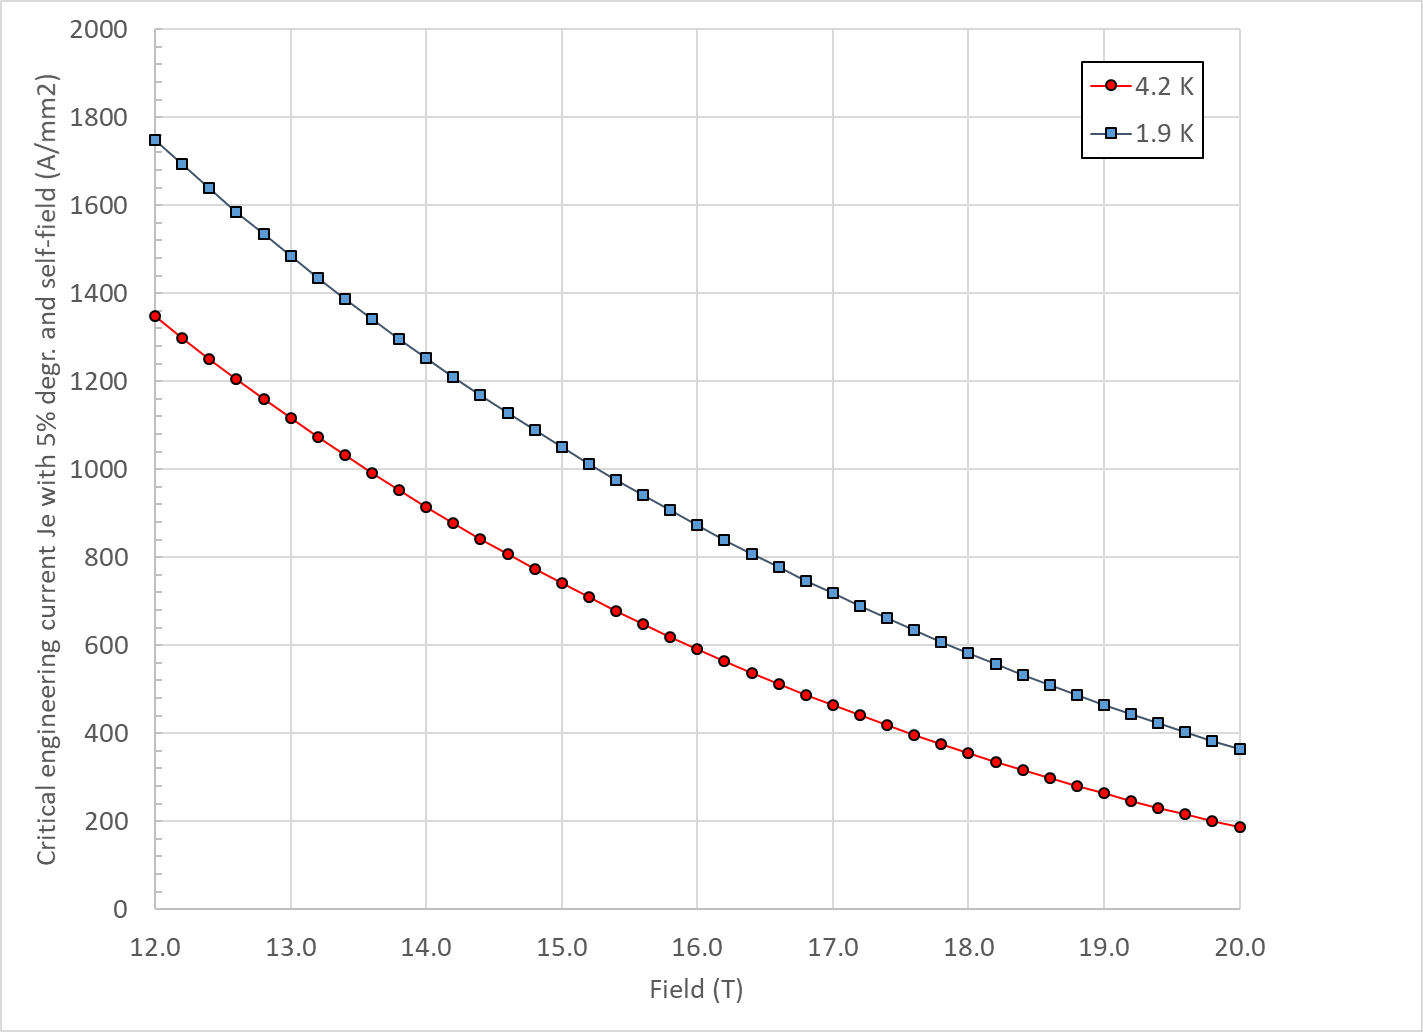 2000
1800
1600
1400
1200
1000
800
600
400
200
0
Critical engineering current Je with 5% degr. and self-field (A/mm2)
4.2 K
1.9 K
12.0 13.0 14.0 15.0 16.0 17.0 18.0 19.0 20.0
Field (T)